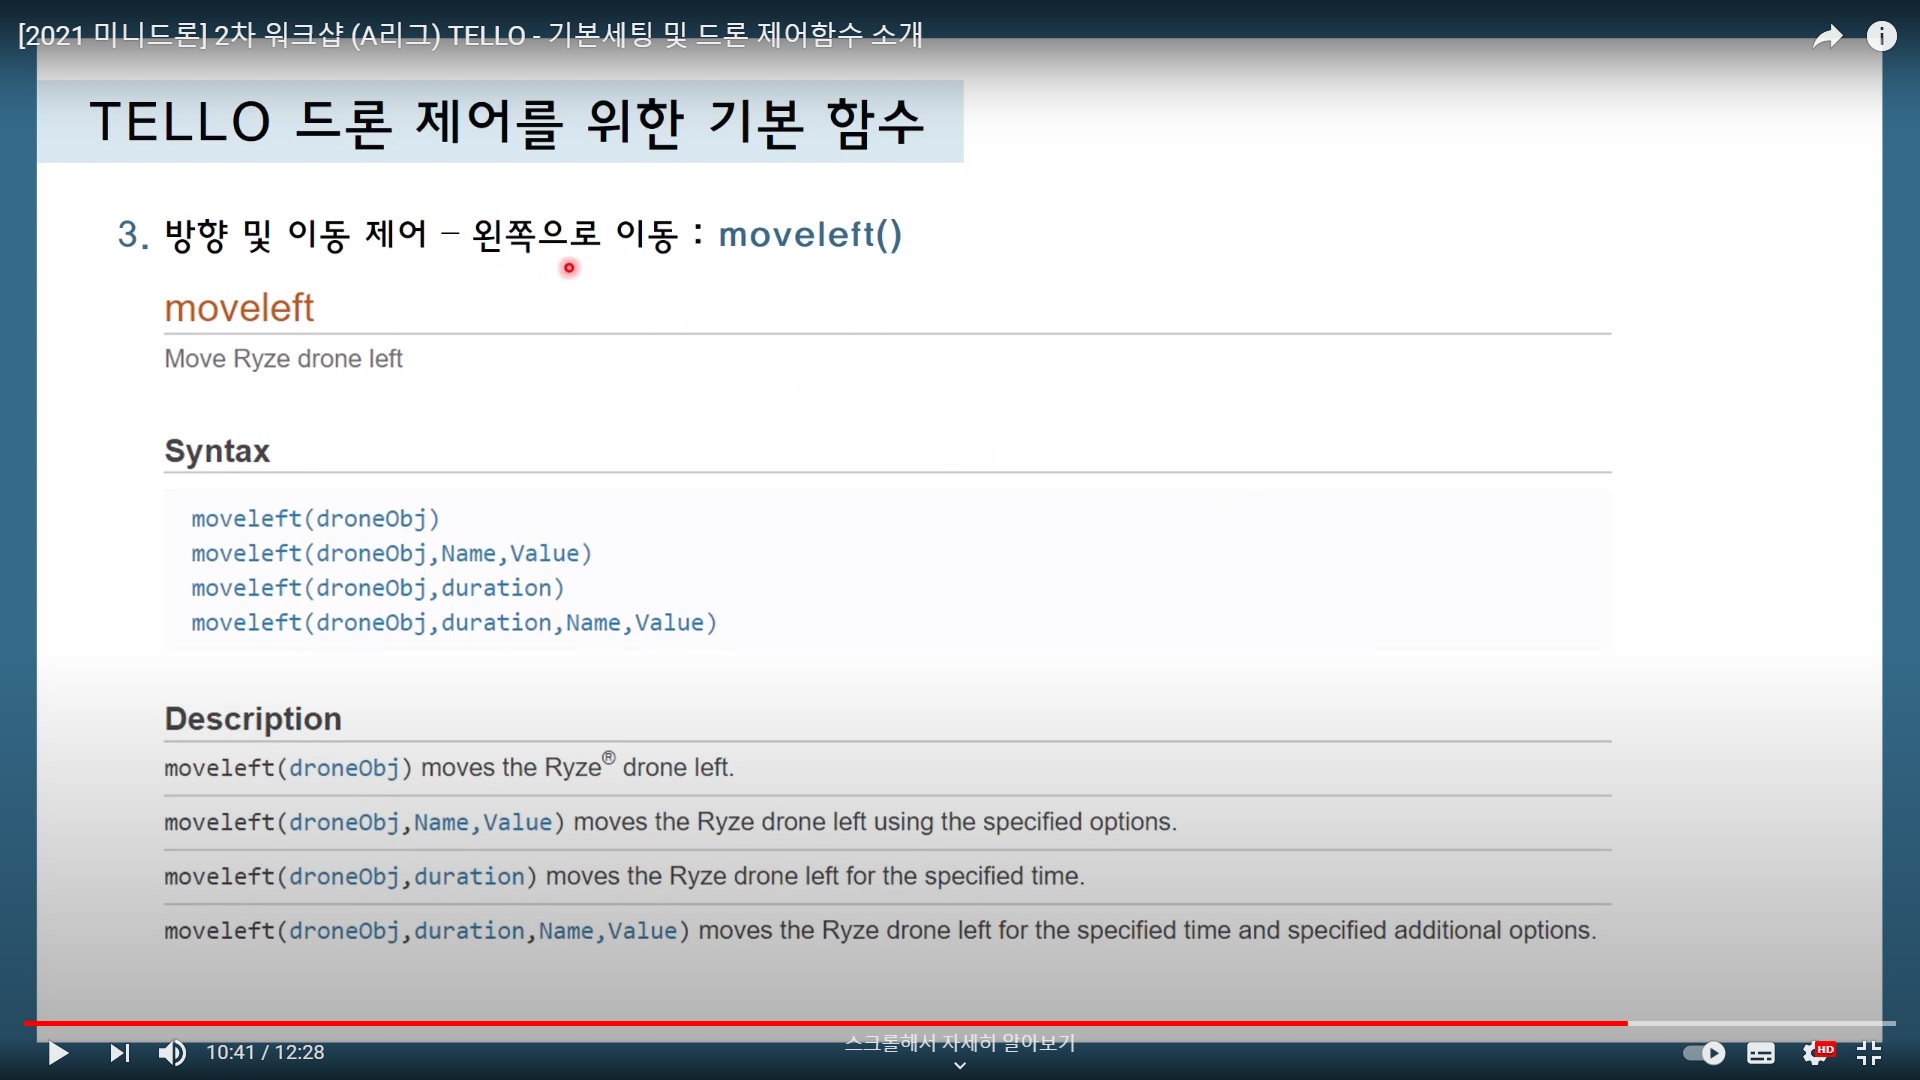 [2021 미니드론] 2차 워크샵 (A리그) TELLO - 기본세팅 및 드론 제어함수 소개
TELLO 드론 제어를 위한 기본 함수
3. 방향 및 이동 제어 – 왼쪽으로 이동 : moveleft()
moveleft
Move Ryze drone left
Syntax
moveleft(droneObj)
moveleft(droneObj,Name,Value)
moveleft(droneObj,duration)
moveleft(droneObj,duration,Name,Value)
Description
moveleft(droneObj) moves the Ryze® drone left.
moveleft(droneObj,Name,Value) moves the Ryze drone left using the specified options.
moveleft(droneObj,duration) moves the Ryze drone left for the specified time.
moveleft(droneObj,duration,Name,Value) moves the Ryze drone left for the specified time and specified additional options.
스크롤해서 자세히 알아보기
10:41 / 12:28
HD